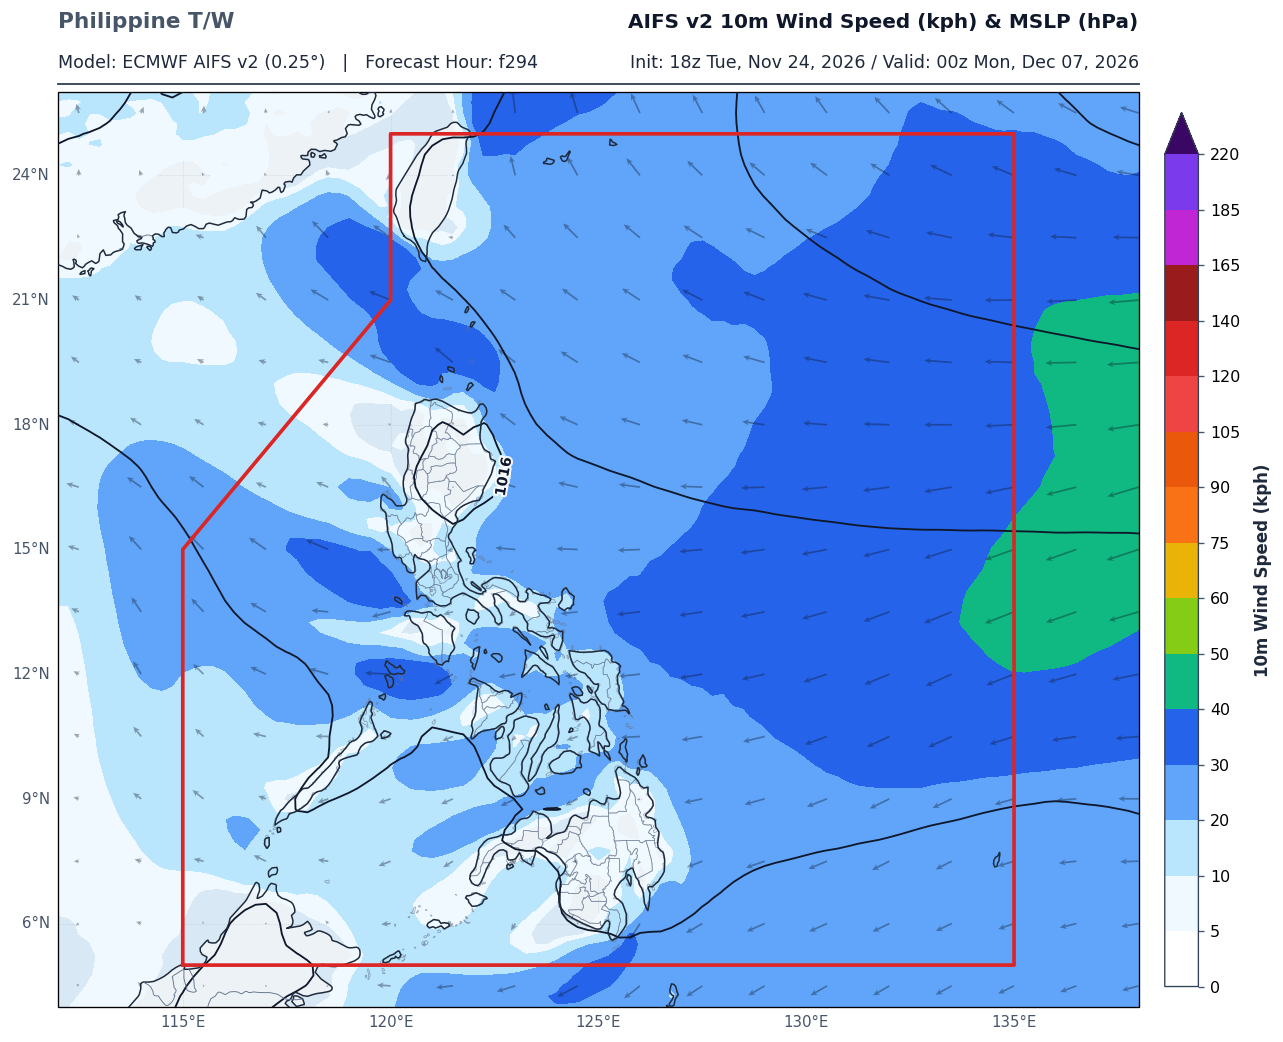 Philippine T/W
AIFS v2 10m Wind Speed (kph) & MSLP (hPa)
Model: ECMWF AIFS v2 (0.25°) | Forecast Hour: f294
Init: 18z Tue, Nov 24, 2026 / Valid: 00z Mon, Dec 07, 2026
24°N
21°N
18°N
15°N
12°N
9°N
6°N
1016
115°E
120°E
125°E
130°E
135°E
220
185
165
140
120
105
90
75
60
50
40
30
20
10
5
0
10m Wind Speed (kph)